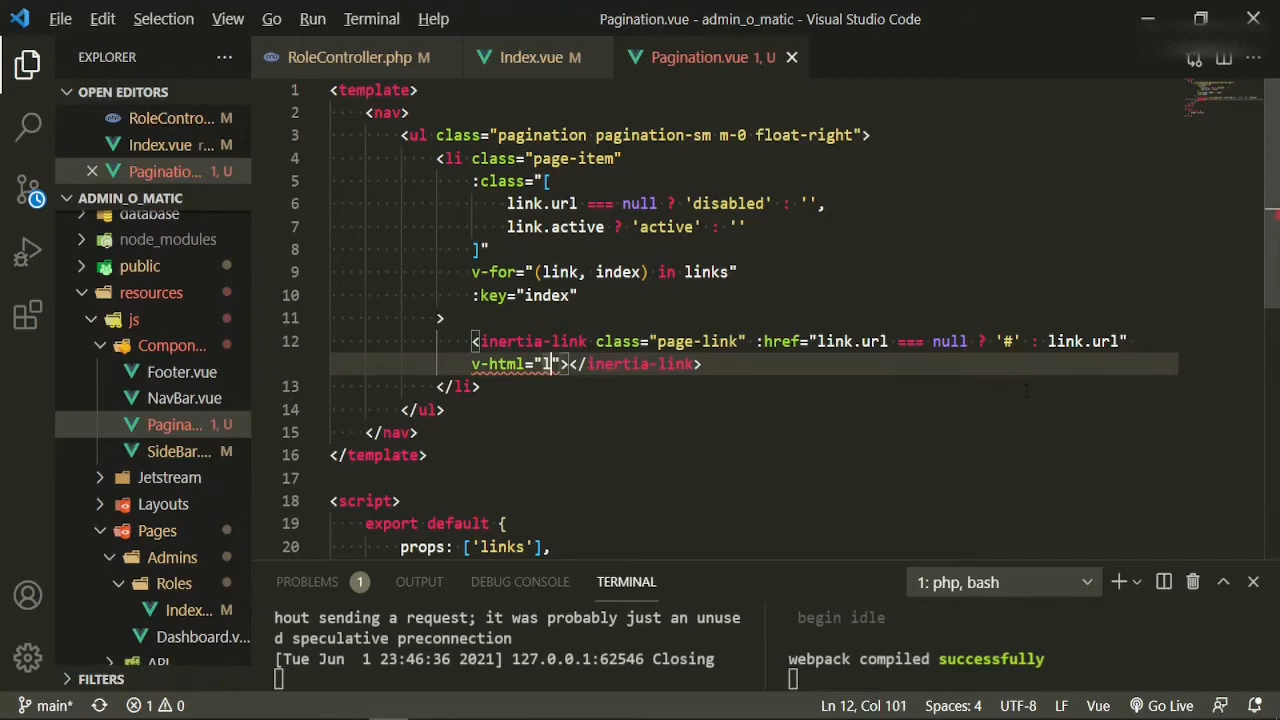 File Edit Selection View Go Run Terminal Help Pagination.vue - admin_o_matic - Visual Studio Code
EXPLORER ···
RoleController.php M
Index.vue M
Pagination.vue 1, U
OPEN EDITORS
RoleContro... M
Index.vue r... M
Paginatio... 1, U
ADMIN_O_MATIC
database
node_modules
public
resources
js
Compon...
Footer.vue
NavBar.vue
Pagina... 1, U
SideBar.... M
Jetstream
Layouts
Pages
Admins
Roles
Index... M
Dashboard.v...
API
FILES
1 <template>
2 <nav>
3 <ul class="pagination pagination-sm m-0 float-right">
4 <li class="page-item"
5 :class="[
6 link.url === null ? 'disabled' : '',
7 link.active ? 'active' : ''
8 ]"
9 v-for="(link, index) in links"
10 :key="index"
11 >
12 <inertia-link class="page-link" :href="link.url === null ? '#' : link.url"
v-html="l"></inertia-link>
13 </li>
14 </ul>
15 </nav>
16 </template>
17
18 <script>
19 export default {
20 props: ['links'],
PROBLEMS 1 OUTPUT DEBUG CONSOLE TERMINAL 1: php, bash
hout sending a request; it was probably just an unuse
d speculative preconnection
[Tue Jun 1 23:46:36 2021] 127.0.0.1:62546 Closing
begin idle
webpack compiled successfully
main* 1 0 Ln 12, Col 101 Spaces: 4 UTF-8 LF Vue Go Live